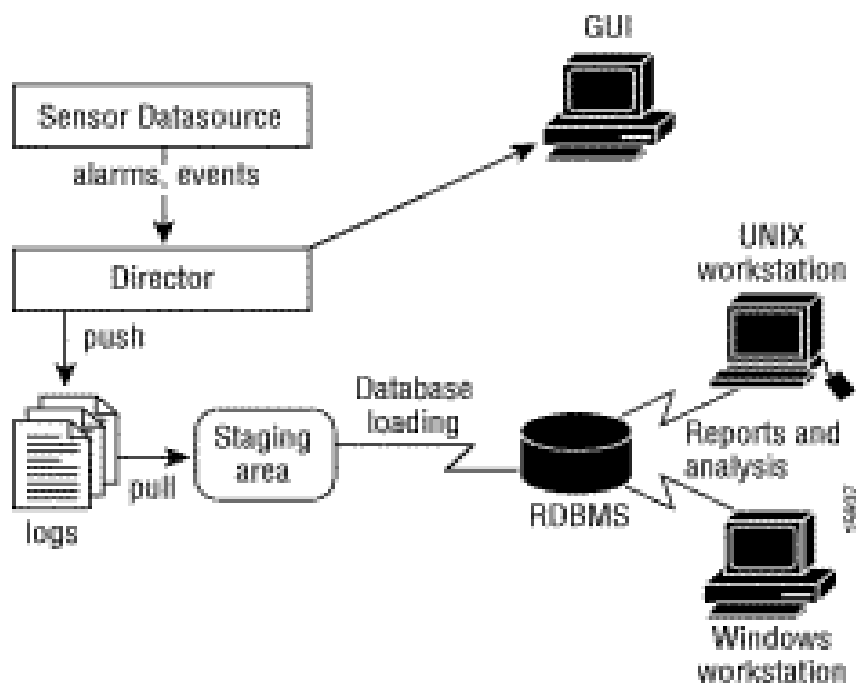 GUI
Sensor Datasource
alarms, events
Director
push
UNIX
workstation
Database
loading
Staging
area
pull
logs
RDBMS
Reports and
analysis
Windows
workstation